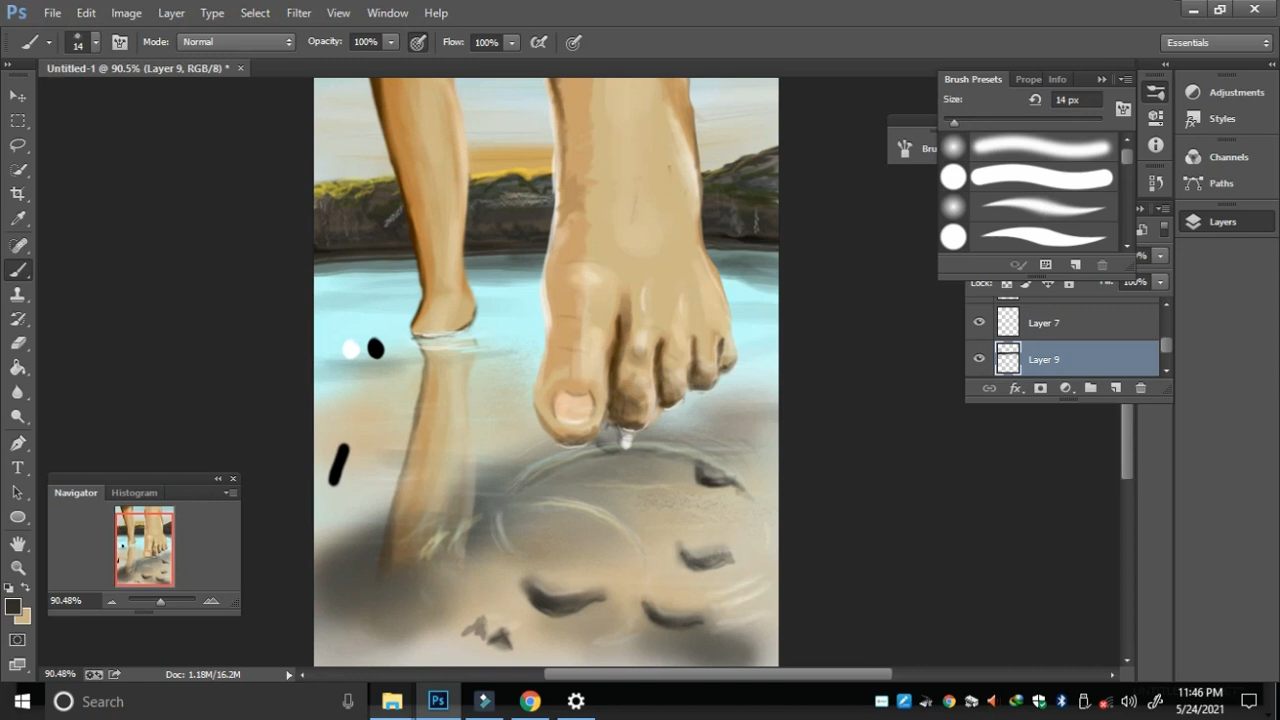 Ps File Edit Image Layer Type Select Filter View Window Help
14 Mode: Normal Opacity: 100% Flow: 100% Essentials
Untitled-1 @ 90.5% (Layer 9, RGB/8) *
Brush Presets Prope Info
Size: 14 px
Bru
Adjustments
Styles
Channels
Paths
Layers
Lock: 100%
Layer 7
Layer 9
Navigator Histogram
90.48%
90.48% Doc: 1.18M/16.2M
Search Ps 11:46 PM
5/24/2021